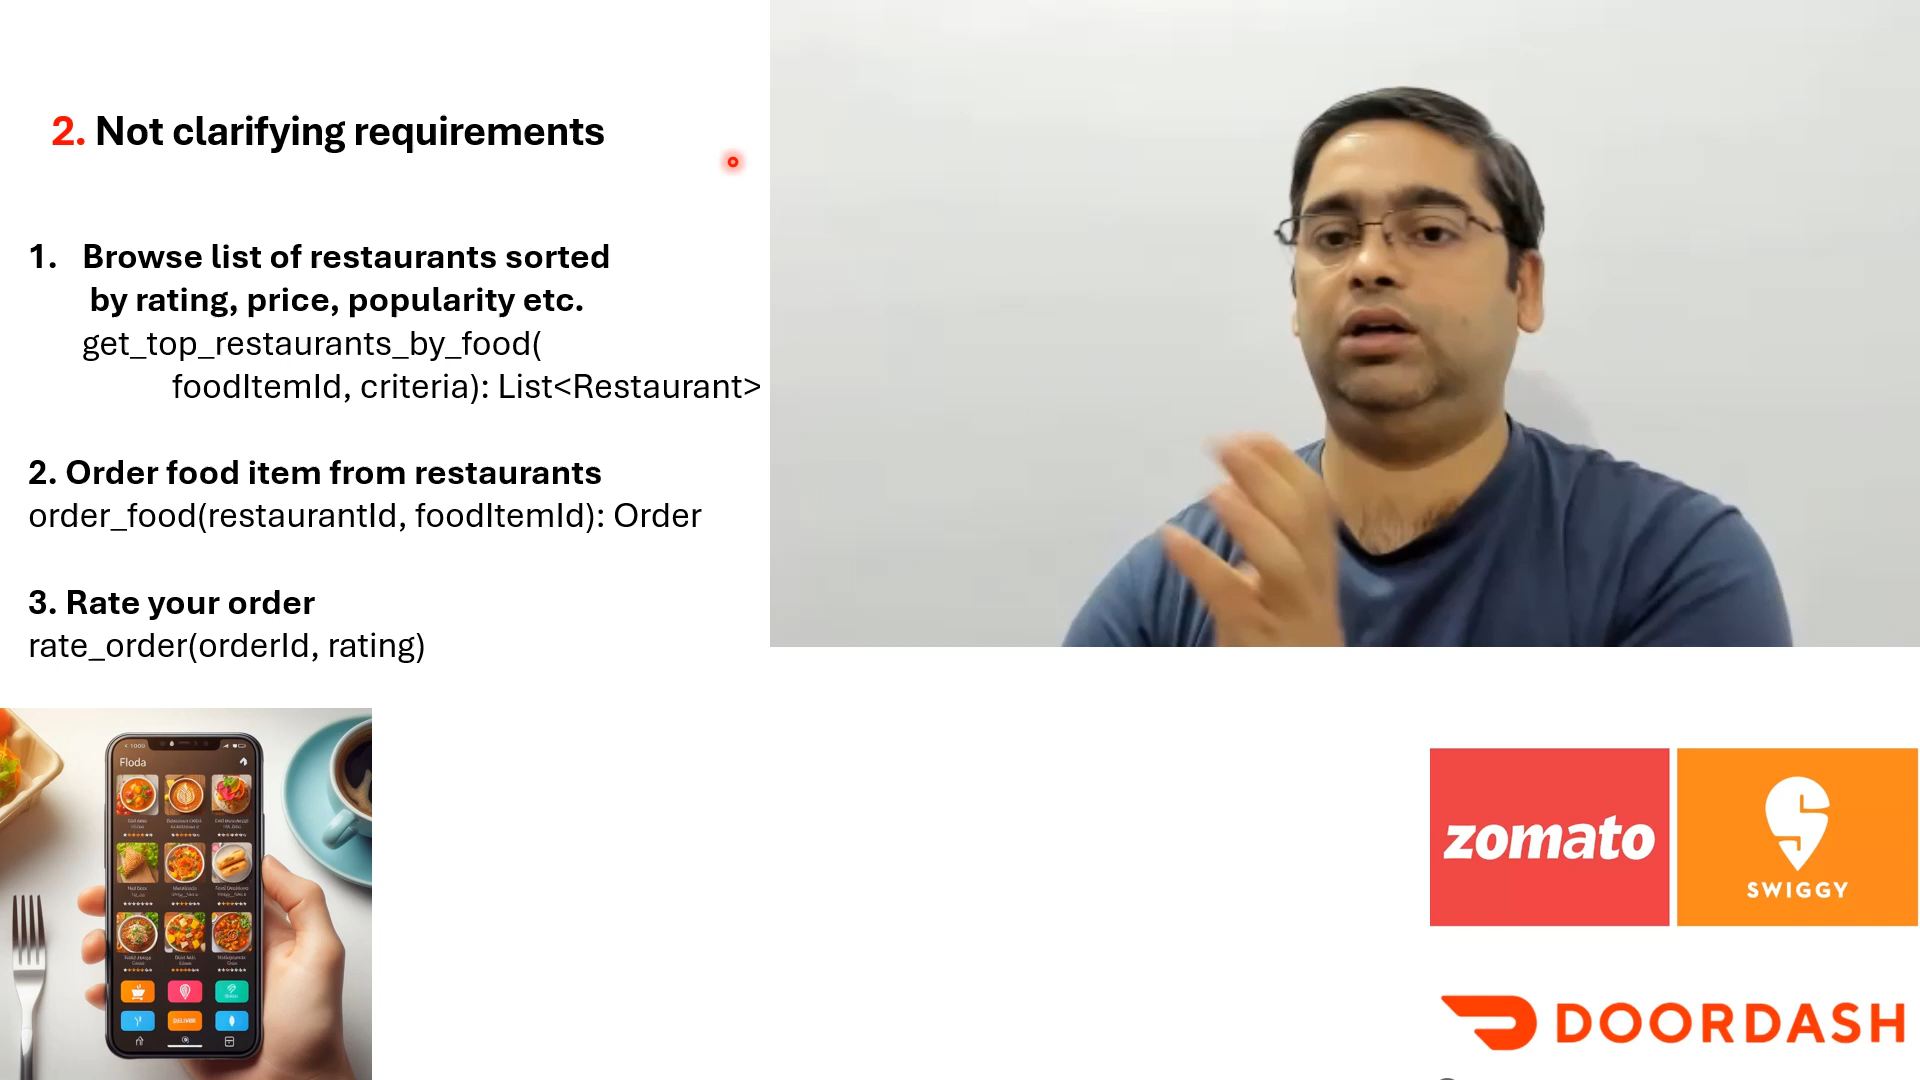 2. Not clarifying requirements
1. Browse list of restaurants sorted
by rating, price, popularity etc.
get_top_restaurants_by_food(
foodItemId, criteria): List<Restaurant>
2. Order food item from restaurants
order_food(restaurantId, foodItemId): Order
3. Rate your order
rate_order(orderId, rating)
Floda
DELIVER
zomato
SWIGGY
DOORDASH